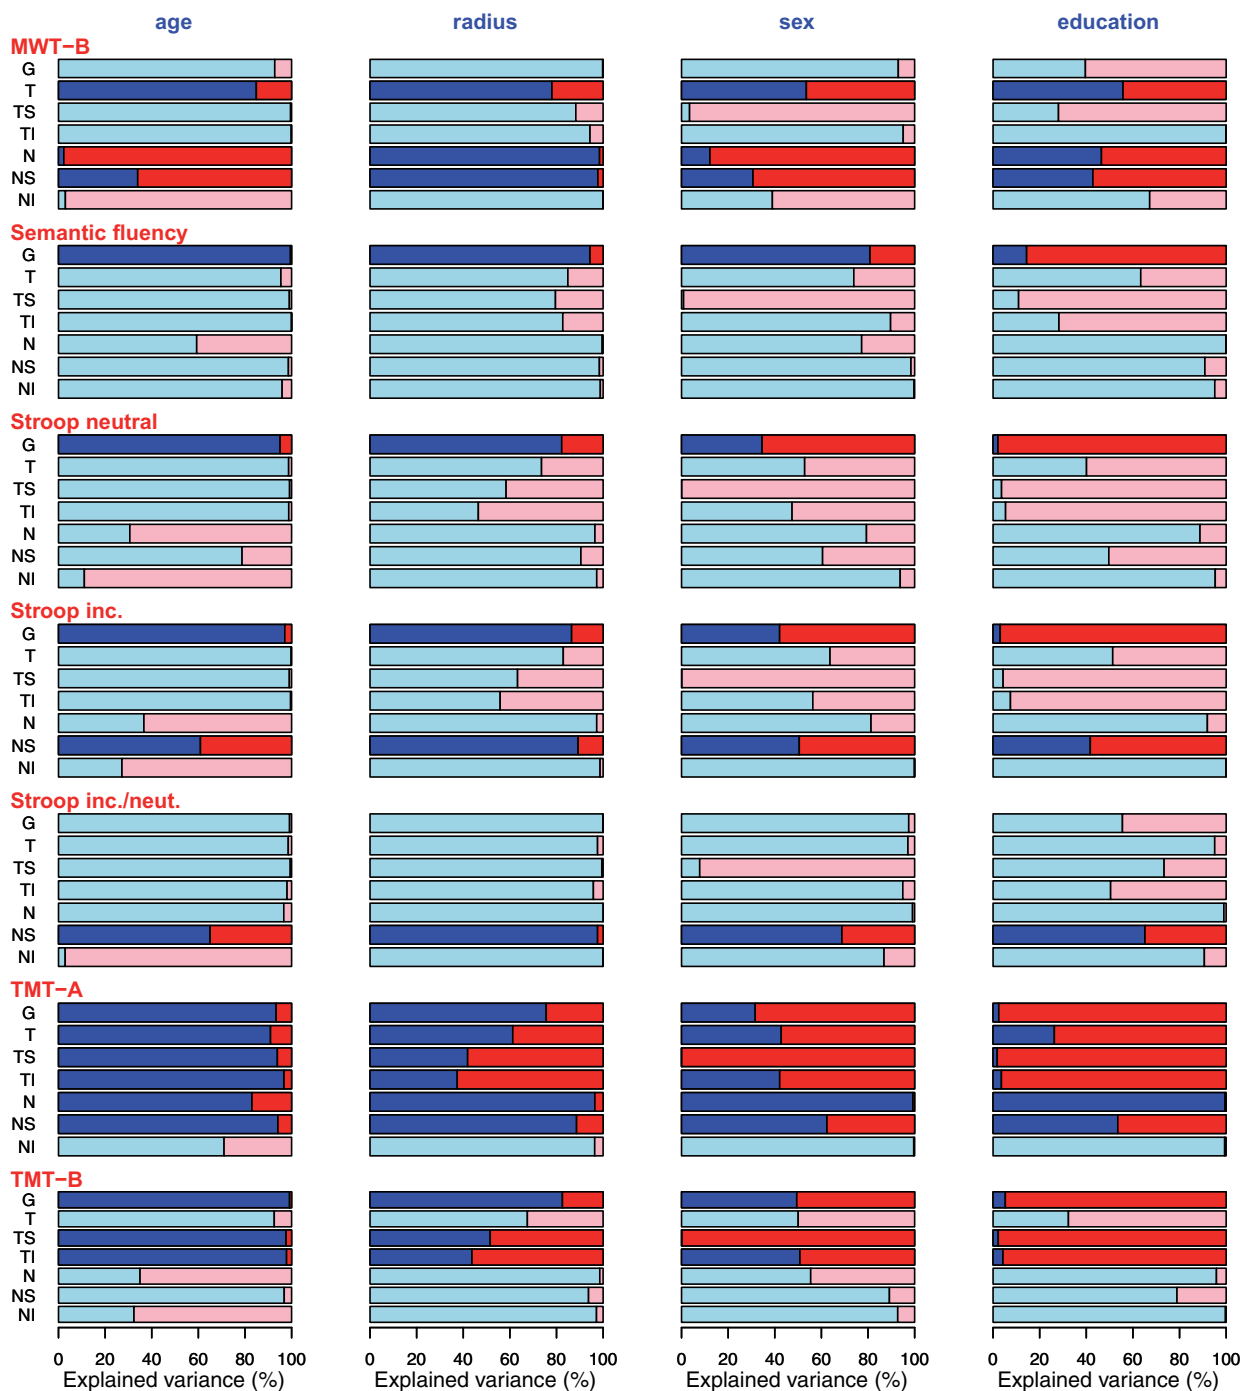 age radius sex education
MWT−B
G
T
TS
TI
N
NS
NI
Semantic fluency
G
T
TS
TI
N
NS
NI
Stroop neutral
G
T
TS
TI
N
NS
NI
Stroop inc.
G
T
TS
TI
N
NS
NI
Stroop inc./neut.
G
T
TS
TI
N
NS
NI
TMT−A
G
T
TS
TI
N
NS
NI
TMT−B
G
T
TS
TI
N
NS
NI
0 20 40 60 80 100 0 20 40 60 80 100 0 20 40 60 80 100 0 20 40 60 80 100
Explained variance (%) Explained variance (%) Explained variance (%) Explained variance (%)